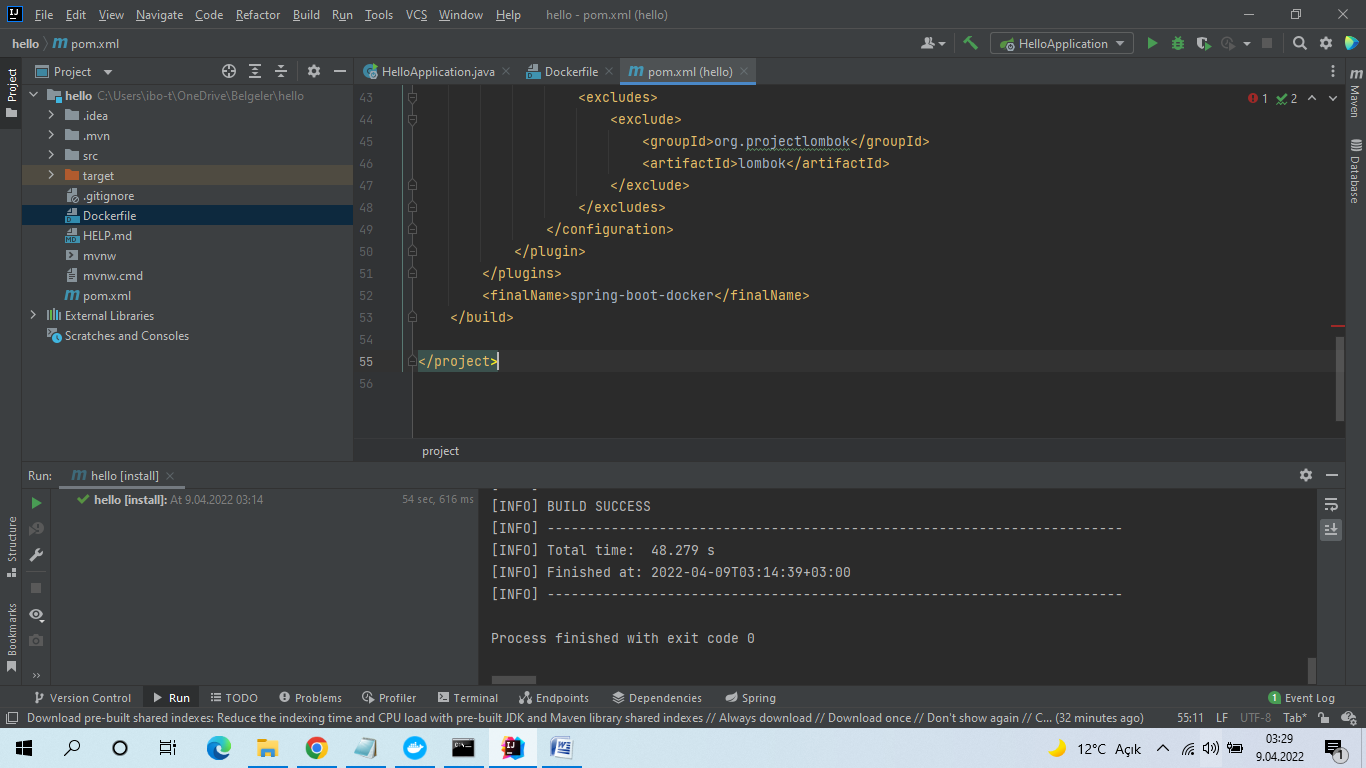 File Edit View Navigate Code Refactor Build Run Tools VCS Window Help hello - pom.xml (hello)
hello pom.xml HelloApplication
Project HelloApplication.java Dockerfile pom.xml (hello)
Project
hello C:\Users\ibo-t\OneDrive\Belgeler\hello
.idea
.mvn
src
target
.gitignore
Dockerfile
HELP.md
mvnw
mvnw.cmd
pom.xml
External Libraries
Scratches and Consoles
43 <excludes>
44 <exclude>
45 <groupId>org.projectlombok</groupId>
46 <artifactId>lombok</artifactId>
47 </exclude>
48 </excludes>
49 </configuration>
50 </plugin>
51 </plugins>
52 <finalName>spring-boot-docker</finalName>
53 </build>
54
55 </project>
56
1 2
Maven
Database
project
Run: hello [install]
hello [install]: At 9.04.2022 03:14 54 sec, 616 ms
[INFO] BUILD SUCCESS
[INFO] ------------------------------------------------------------------------
[INFO] Total time:  48.279 s
[INFO] Finished at: 2022-04-09T03:14:39+03:00
[INFO] ------------------------------------------------------------------------
Process finished with exit code 0
Structure
Bookmarks
Version Control Run TODO Problems Profiler Terminal Endpoints Dependencies Spring 1 Event Log
Download pre-built shared indexes: Reduce the indexing time and CPU load with pre-built JDK and Maven library shared indexes // Always download // Download once // Don't show again // C... (32 minutes ago) 55:11 LF UTF-8 Tab*
12°C Açık 03:29
9.04.2022 1